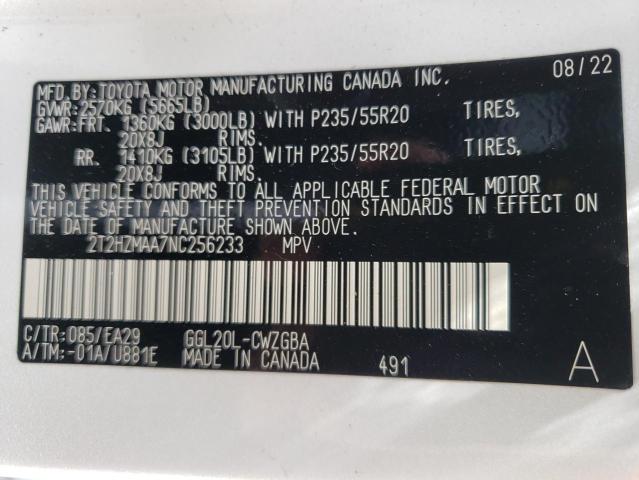 MFD.BY:TOYOTA MOTOR MANUFACTURING CANADA INC. 08/22
GVWR:2570KG (5665LB)
GAWR:FRT. 1360KG (3000LB) WITH P235/55R20 TIRES,
20X8J RIMS.
RR. 1410KG (3105LB) WITH P235/55R20 TIRES,
20X8J RIMS.
THIS VEHICLE CONFORMS TO ALL APPLICABLE FEDERAL MOTOR
VEHICLE SAFETY AND THEFT PREVENTION STANDARDS IN EFFECT ON
THE DATE OF MANUFACTURE SHOWN ABOVE.
2T2HZMAA7NC256233 MPV
C/TR:085/EA29 GGL20L-CWZGBA
A/TM:-01A/U881E MADE IN CANADA 491 A